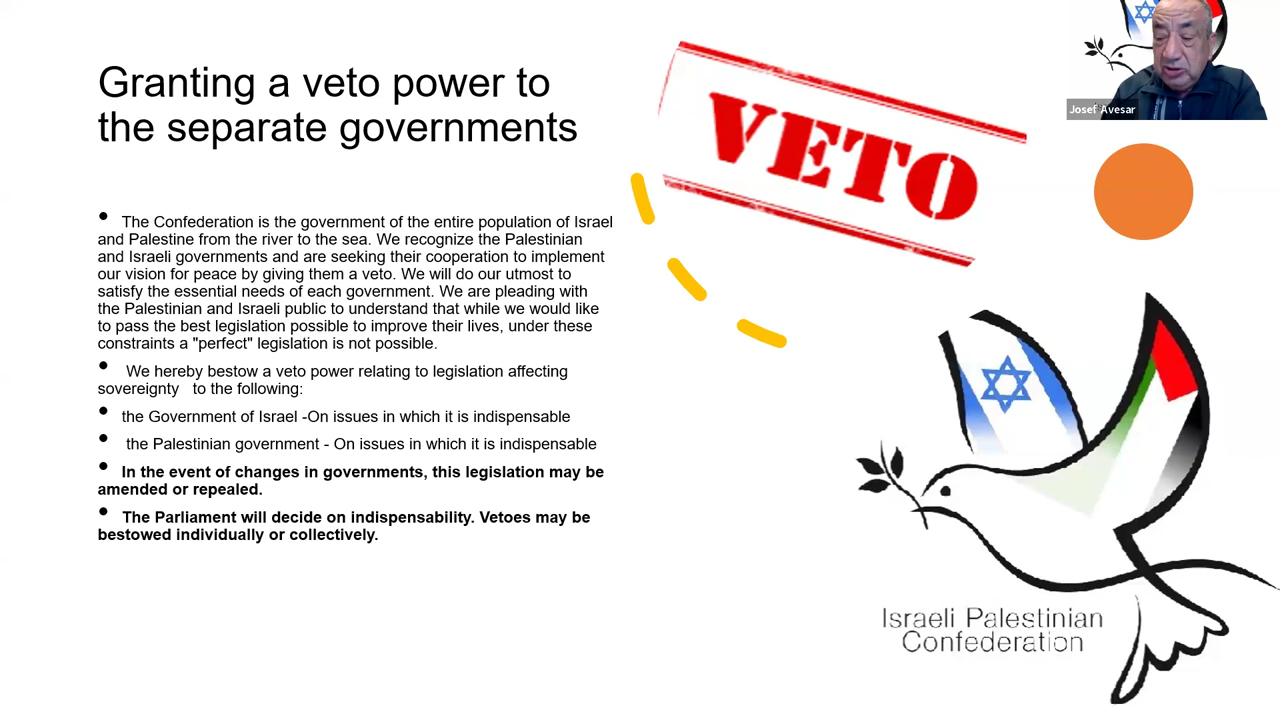 Granting a veto power to
the separate governments
VETO
Josef Avesar
• The Confederation is the government of the entire population of Israel
and Palestine from the river to the sea. We recognize the Palestinian
and Israeli governments and are seeking their cooperation to implement
our vision for peace by giving them a veto. We will do our utmost to
satisfy the essential needs of each government. We are pleading with
the Palestinian and Israeli public to understand that while we would like
to pass the best legislation possible to improve their lives, under these
constraints a "perfect" legislation is not possible.
• We hereby bestow a veto power relating to legislation affecting
sovereignty to the following:
• the Government of Israel -On issues in which it is indispensable
• the Palestinian government - On issues in which it is indispensable
• In the event of changes in governments, this legislation may be
amended or repealed.
• The Parliament will decide on indispensability. Vetoes may be
bestowed individually or collectively.
Israeli Palestinian
Confederation